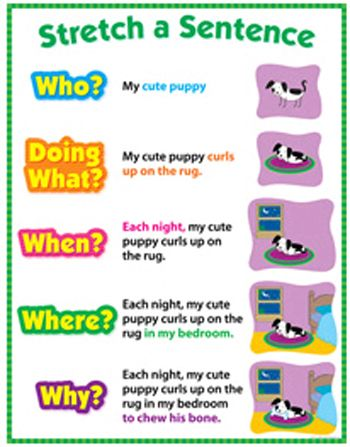 Stretch a Sentence
Who?
My cute puppy
Doing
What?
My cute puppy curls
up on the rug.
When?
Each night, my cute
puppy curls up on
the rug.
Where?
Each night, my cute
puppy curls up on the
rug in my bedroom.
Why?
Each night, my cute
puppy curls up on the
rug in my bedroom
to chew his bone.